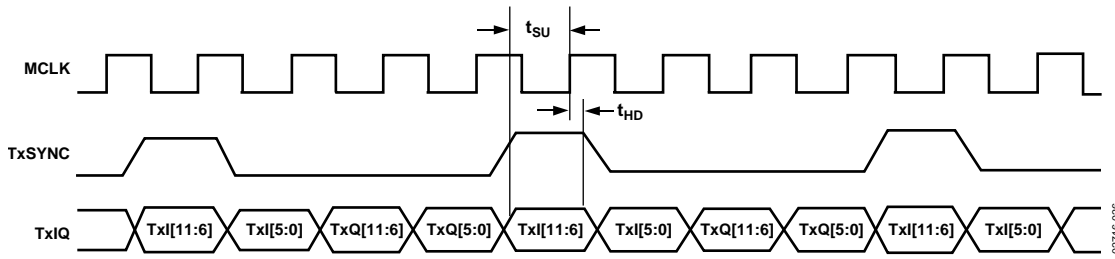 tSU
MCLK
tHD
TxSYNC
TxIQ TxI[11:6] TxI[5:0] TxQ[11:6] TxQ[5:0] TxI[11:6] TxI[5:0] TxQ[11:6] TxQ[5:0] TxI[11:6] TxI[5:0]